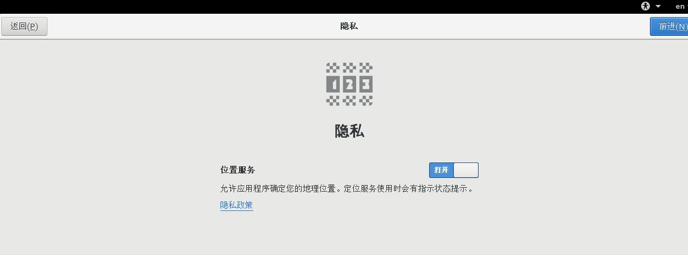 en
返回(P)
隐私
前进(N)
1 2 3
隐私
位置服务
打开
允许应用程序确定您的地理位置。定位服务使用时会有指示状态提示。
隐私政策